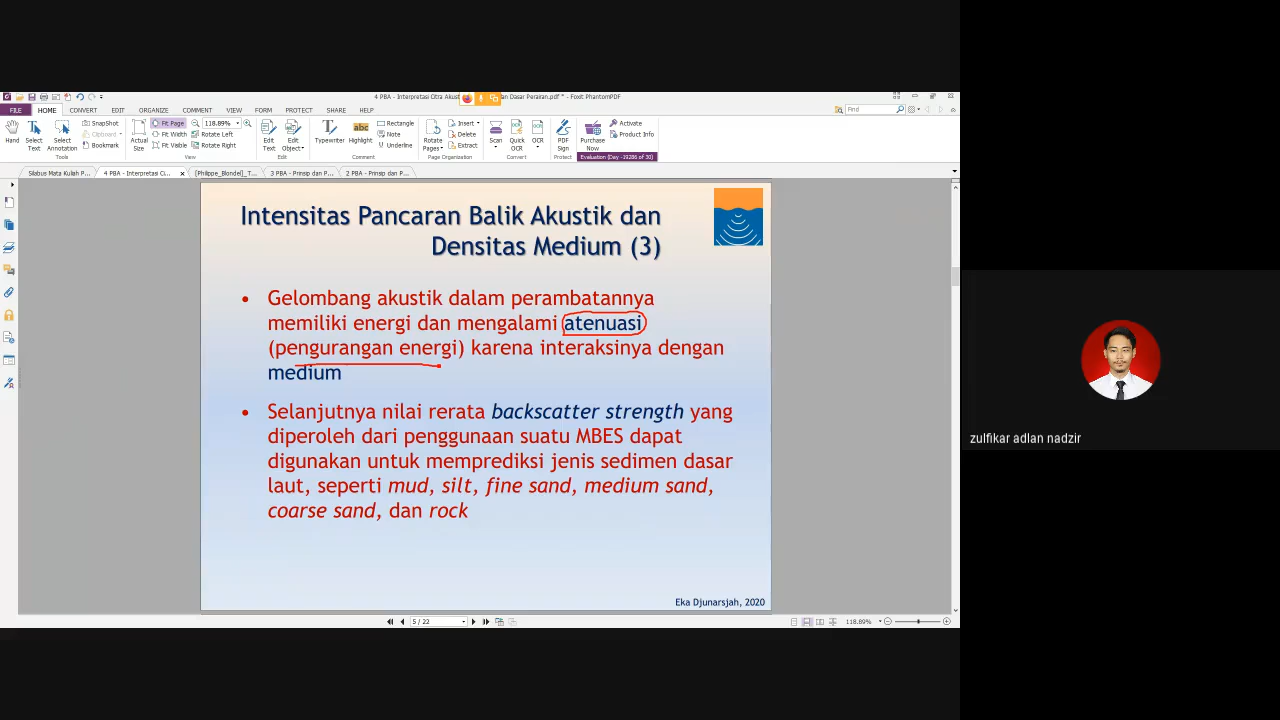 4 PBA - Interpretasi Citra Akust an Dasar Perairan.pdf * - Foxit PhantomPDF
FILE HOME CONVERT EDIT ORGANIZE COMMENT VIEW FORM PROTECT SHARE HELP Find
SnapShot Fit Page 118.89% Rectangle Insert Activate
Hand Select Text Select Annotation Clipboard Actual Size Fit Width Rotate Left Edit Text Edit Object Typewriter Highlight Note Rotate Pages Delete Scan Quick OCR OCR PDF Sign Purchase Now Product Info
Bookmark Fit Visible Rotate Right Underline Extract
Tools View Edit Comment Page Organization Convert Protect Evaluation (Day -19286 of 30)
Silabus Mata Kuliah P... 4 PBA - Interpretasi Ci... [Philippe_Blondel]_T... 3 PBA - Prinsip dan P... 2 PBA - Prinsip dan P...
Intensitas Pancaran Balik Akustik dan
Densitas Medium (3)
• Gelombang akustik dalam perambatannya
memiliki energi dan mengalami atenuasi
(pengurangan energi) karena interaksinya dengan
medium
• Selanjutnya nilai rerata backscatter strength yang
diperoleh dari penggunaan suatu MBES dapat
digunakan untuk memprediksi jenis sedimen dasar
laut, seperti mud, silt, fine sand, medium sand,
coarse sand, dan rock
Eka Djunarsjah, 2020
5 / 22 118.89%
zulfikar adlan nadzir